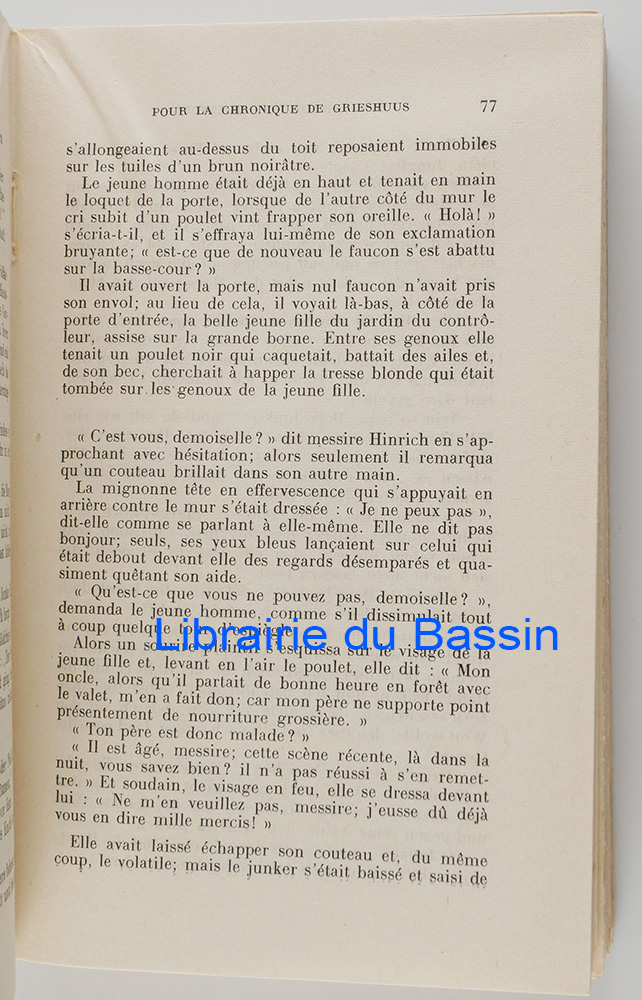 POUR LA CHRONIQUE DE GRIESHUUS 77
s'allongeaient au-dessus du toit reposaient immobiles
sur les tuiles d'un brun noirâtre.
Le jeune homme était déjà en haut et tenait en main
le loquet de la porte, lorsque de l'autre côté du mur le
cri subit d'un poulet vint frapper son oreille. « Holà! »
s'écria-t-il, et il s'effraya lui-même de son exclamation
bruyante; « est-ce que de nouveau le faucon s'est abattu
sur la basse-cour? »
Il avait ouvert la porte, mais nul faucon n'avait pris
son envol; au lieu de cela, il voyait là-bas, à côté de la
porte d'entrée, la belle jeune fille du jardin du contrô-
leur, assise sur la grande borne. Entre ses genoux elle
tenait un poulet noir qui caquetait, battait des ailes et,
de son bec, cherchait à happer la tresse blonde qui était
tombée sur les genoux de la jeune fille.
« C'est vous, demoiselle? » dit messire Hinrich en s'ap-
prochant avec hésitation; alors seulement il remarqua
qu'un couteau brillait dans son autre main.
La mignonne tête en effervescence qui s'appuyait en
arrière contre le mur s'était dressée : « Je ne peux pas »,
dit-elle comme se parlant à elle-même. Elle ne dit pas
bonjour; seuls, ses yeux bleus lançaient sur celui qui
était debout devant elle des regards désemparés et qua-
siment quêtant son aide.
« Qu'est-ce que vous ne pouvez pas, demoiselle? »,
demanda le jeune homme, comme s'il dissimulait tout
à coup quelque tour d'espiègle.
Librairie du Bassin
Alors un sourire plaintif s'esquissa sur le visage de la
jeune fille et, levant en l'air le poulet, elle dit : « Mon
oncle, alors qu'il partait de bonne heure en forêt avec
le valet, m'en a fait don; car mon père ne supporte point
présentement de nourriture grossière. »
« Ton père est donc malade? »
« Il est âgé, messire; cette scène récente, là dans la
nuit, vous savez bien? il n'a pas réussi à s'en remet-
tre. » Et soudain, le visage en feu, elle se dressa devant
lui : « Ne m'en veuillez pas, messire; j'eusse dû déjà
vous en dire mille mercis! »
Elle avait laissé échapper son couteau et, du même
coup, le volatile; mais le junker s'était baissé et saisi de